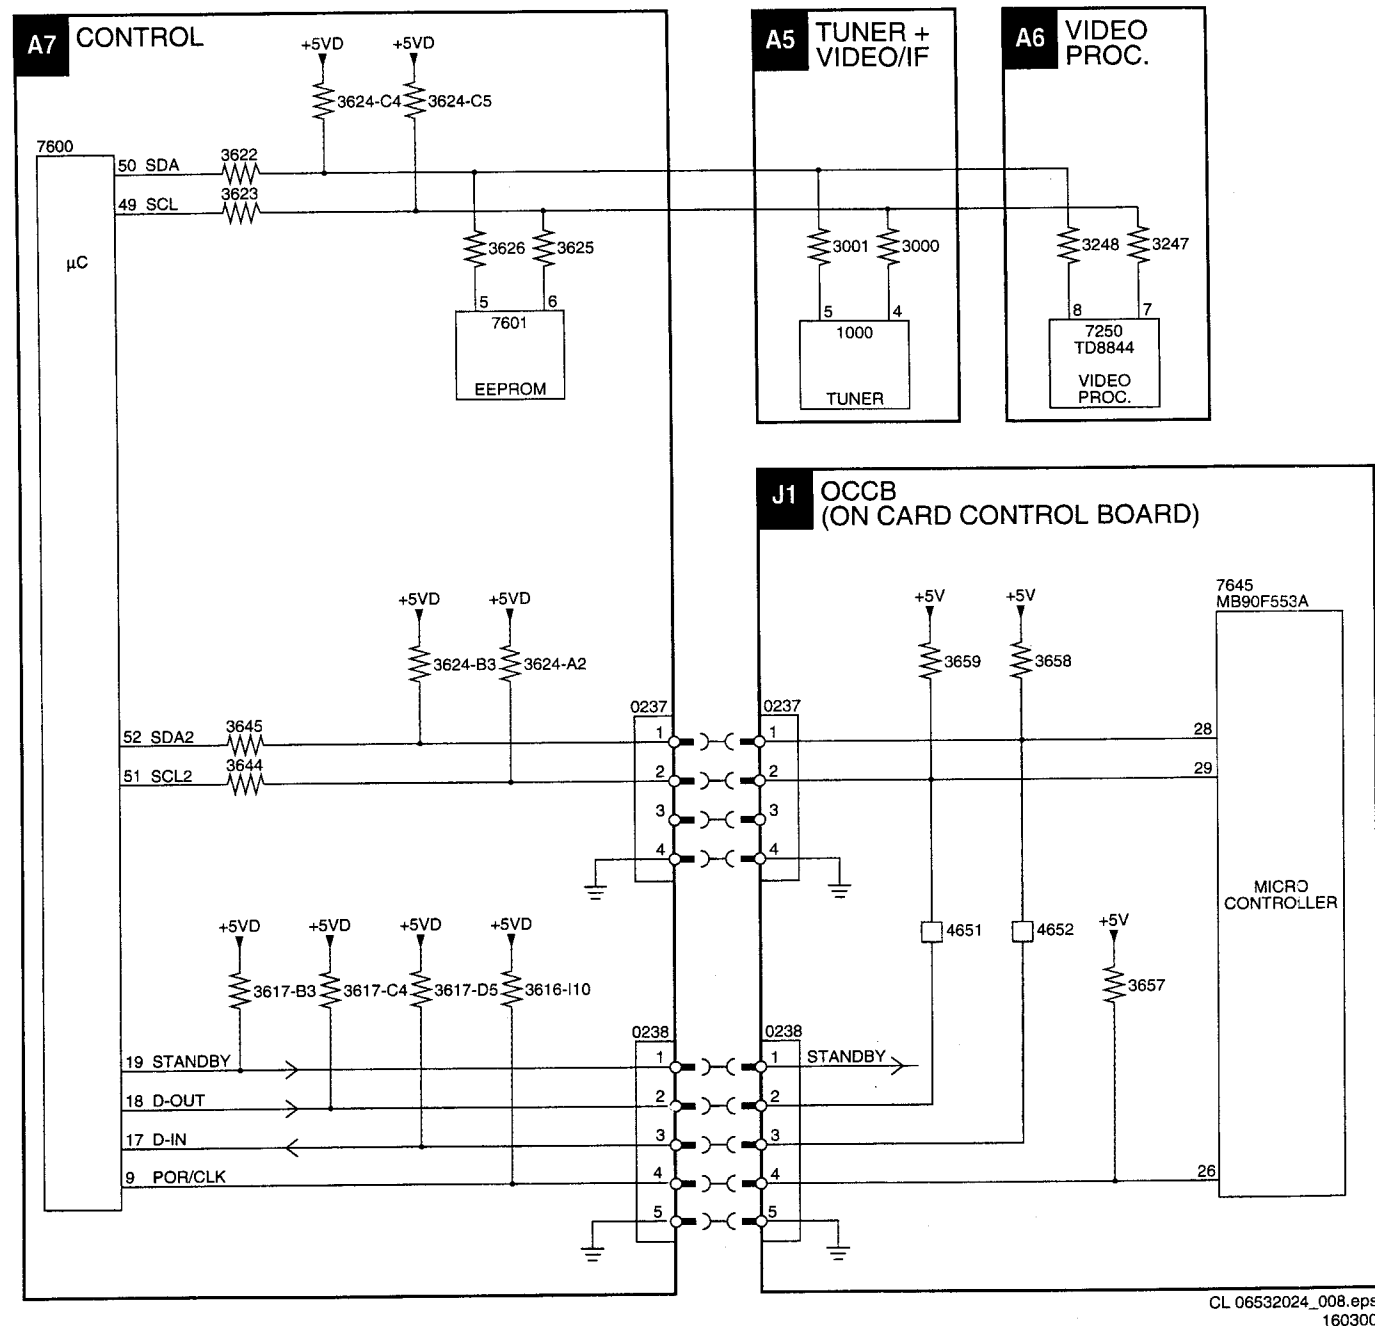 A7 CONTROL
+5VD +5VD
3624-C4 3624-C5
7600
50 SDA 3622
49 SCL 3623
µC
3626 3625
5 6
7601
EEPROM
A5 TUNER +
VIDEO/IF
3001 3000
5 4
1000
TUNER
A6 VIDEO
PROC.
3248 3247
8 7
7250
TD8844
VIDEO
PROC.
+5VD +5VD
3624-B3 3624-A2
52 SDA2 3645
51 SCL2 3644
0237
1
2
3
4
+5VD +5VD +5VD +5VD
3617-B3 3617-C4 3617-D5 3616-I10
0238
19 STANDBY 1
18 D-OUT 2
17 D-IN 3
9 POR/CLK 4
5
J1 OCCB
(ON CARD CONTROL BOARD)
7645
MB90F553A
+5V +5V
3659 3658
0237
1 28
2 29
3
4
MICRO
CONTROLLER
4651 4652
+5V
3657
0238
1 STANDBY
2
3
4 26
5
CL 06532024_008.eps
160300